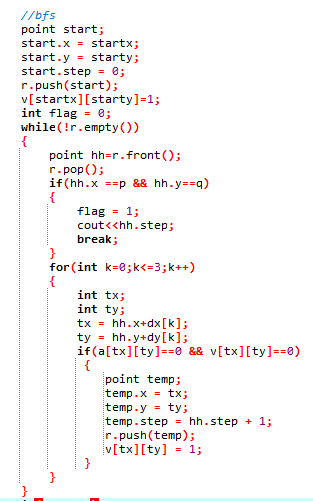 //bfs
point start;
start.x = startx;
start.y = starty;
start.step = 0;
r.push(start);
v[startx][starty]=1;
int flag = 0;
while(!r.empty())
{
point hh=r.front();
r.pop();
if(hh.x ==p && hh.y==q)
{
flag = 1;
cout<<hh.step;
break;
}
for(int k=0;k<=3;k++)
{
int tx;
int ty;
tx = hh.x+dx[k];
ty = hh.y+dy[k];
if(a[tx][ty]==0 && v[tx][ty]==0)
{
point temp;
temp.x = tx;
temp.y = ty;
temp.step = hh.step + 1;
r.push(temp);
v[tx][ty] = 1;
}
}
}